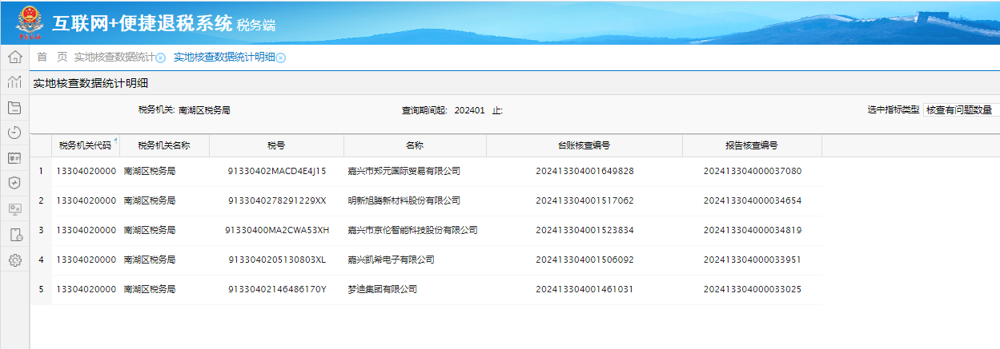 互联网+便捷退税系统 税务端
首 页 实地核查数据统计 实地核查数据统计明细
实地核查数据统计明细
税务机关: 南湖区税务局 查询期间起: 202401 止: 选中指标类型 核查有问题数量
税务机关代码 税务机关名称 税号 名称 台账核查编号 报告核查编号
1 13304020000 南湖区税务局 91330402MACD4E4J15 嘉兴市郑元国际贸易有限公司 202413304001649828 202413304000037080
2 13304020000 南湖区税务局 9133040278291229XX 明新旭腾新材料股份有限公司 202413304001517062 202413304000034654
3 13304020000 南湖区税务局 91330400MA2CWA53XH 嘉兴市京伦智能科技股份有限公司 202413304001523834 202413304000034819
4 13304020000 南湖区税务局 9133040205130803XL 嘉兴凯希电子有限公司 202413304001506092 202413304000033951
5 13304020000 南湖区税务局 91330402146486170Y 梦迪集团有限公司 202413304001461031 202413304000033025